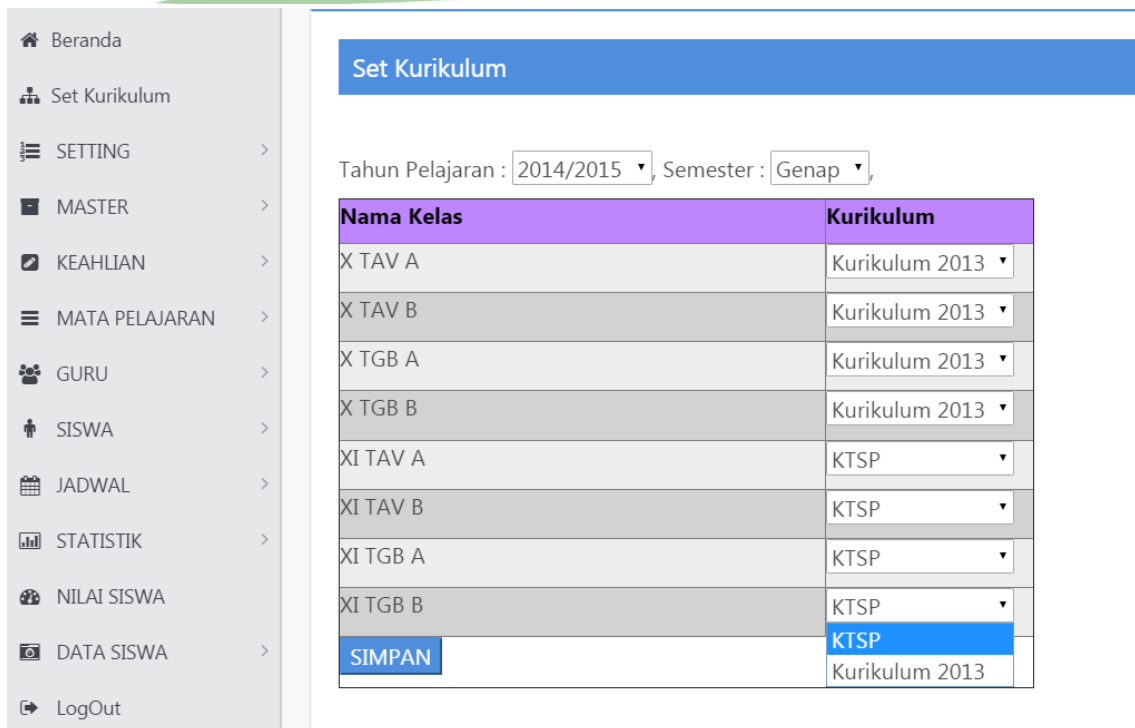 Beranda
Set Kurikulum
SETTING
MASTER
KEAHLIAN
MATA PELAJARAN
GURU
SISWA
JADWAL
STATISTIK
NILAI SISWA
DATA SISWA
LogOut
Set Kurikulum
Tahun Pelajaran : 2014/2015 , Semester : Genap ,
Nama Kelas Kurikulum
X TAV A Kurikulum 2013
X TAV B Kurikulum 2013
X TGB A Kurikulum 2013
X TGB B Kurikulum 2013
XI TAV A KTSP
XI TAV B KTSP
XI TGB A KTSP
XI TGB B KTSP
KTSP
Kurikulum 2013
SIMPAN